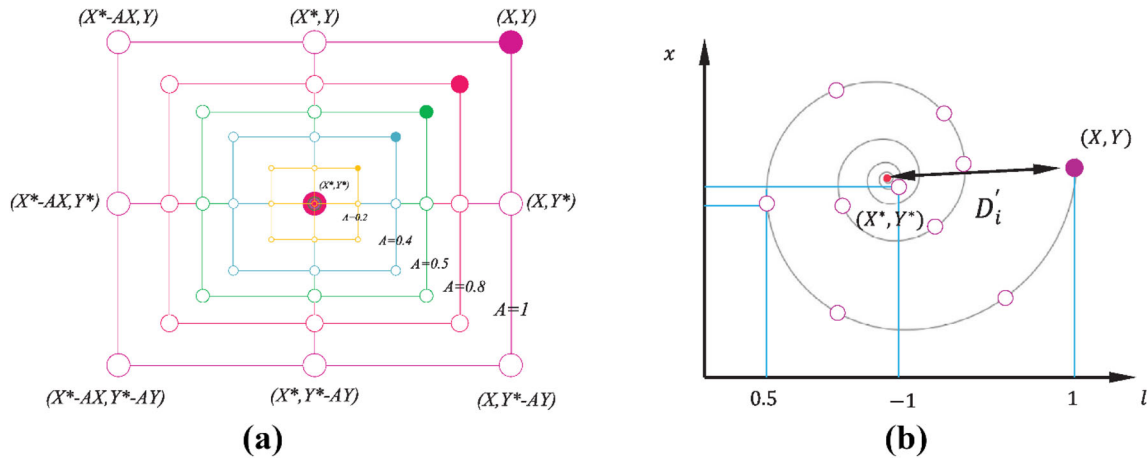 (X*-AX,Y)
(X*,Y)
(X,Y)
(X*-AX,Y*)
(X*,Y*)
(X,Y*)
A=0.2
A=0.4
A=0.5
A=0.8
A=1
(X*-AX,Y*-AY)
(X*,Y*-AY)
(X,Y*-AY)
(a)
x
(X,Y)
(X*,Y*)
D'i
0.5
−1
1
l
(b)